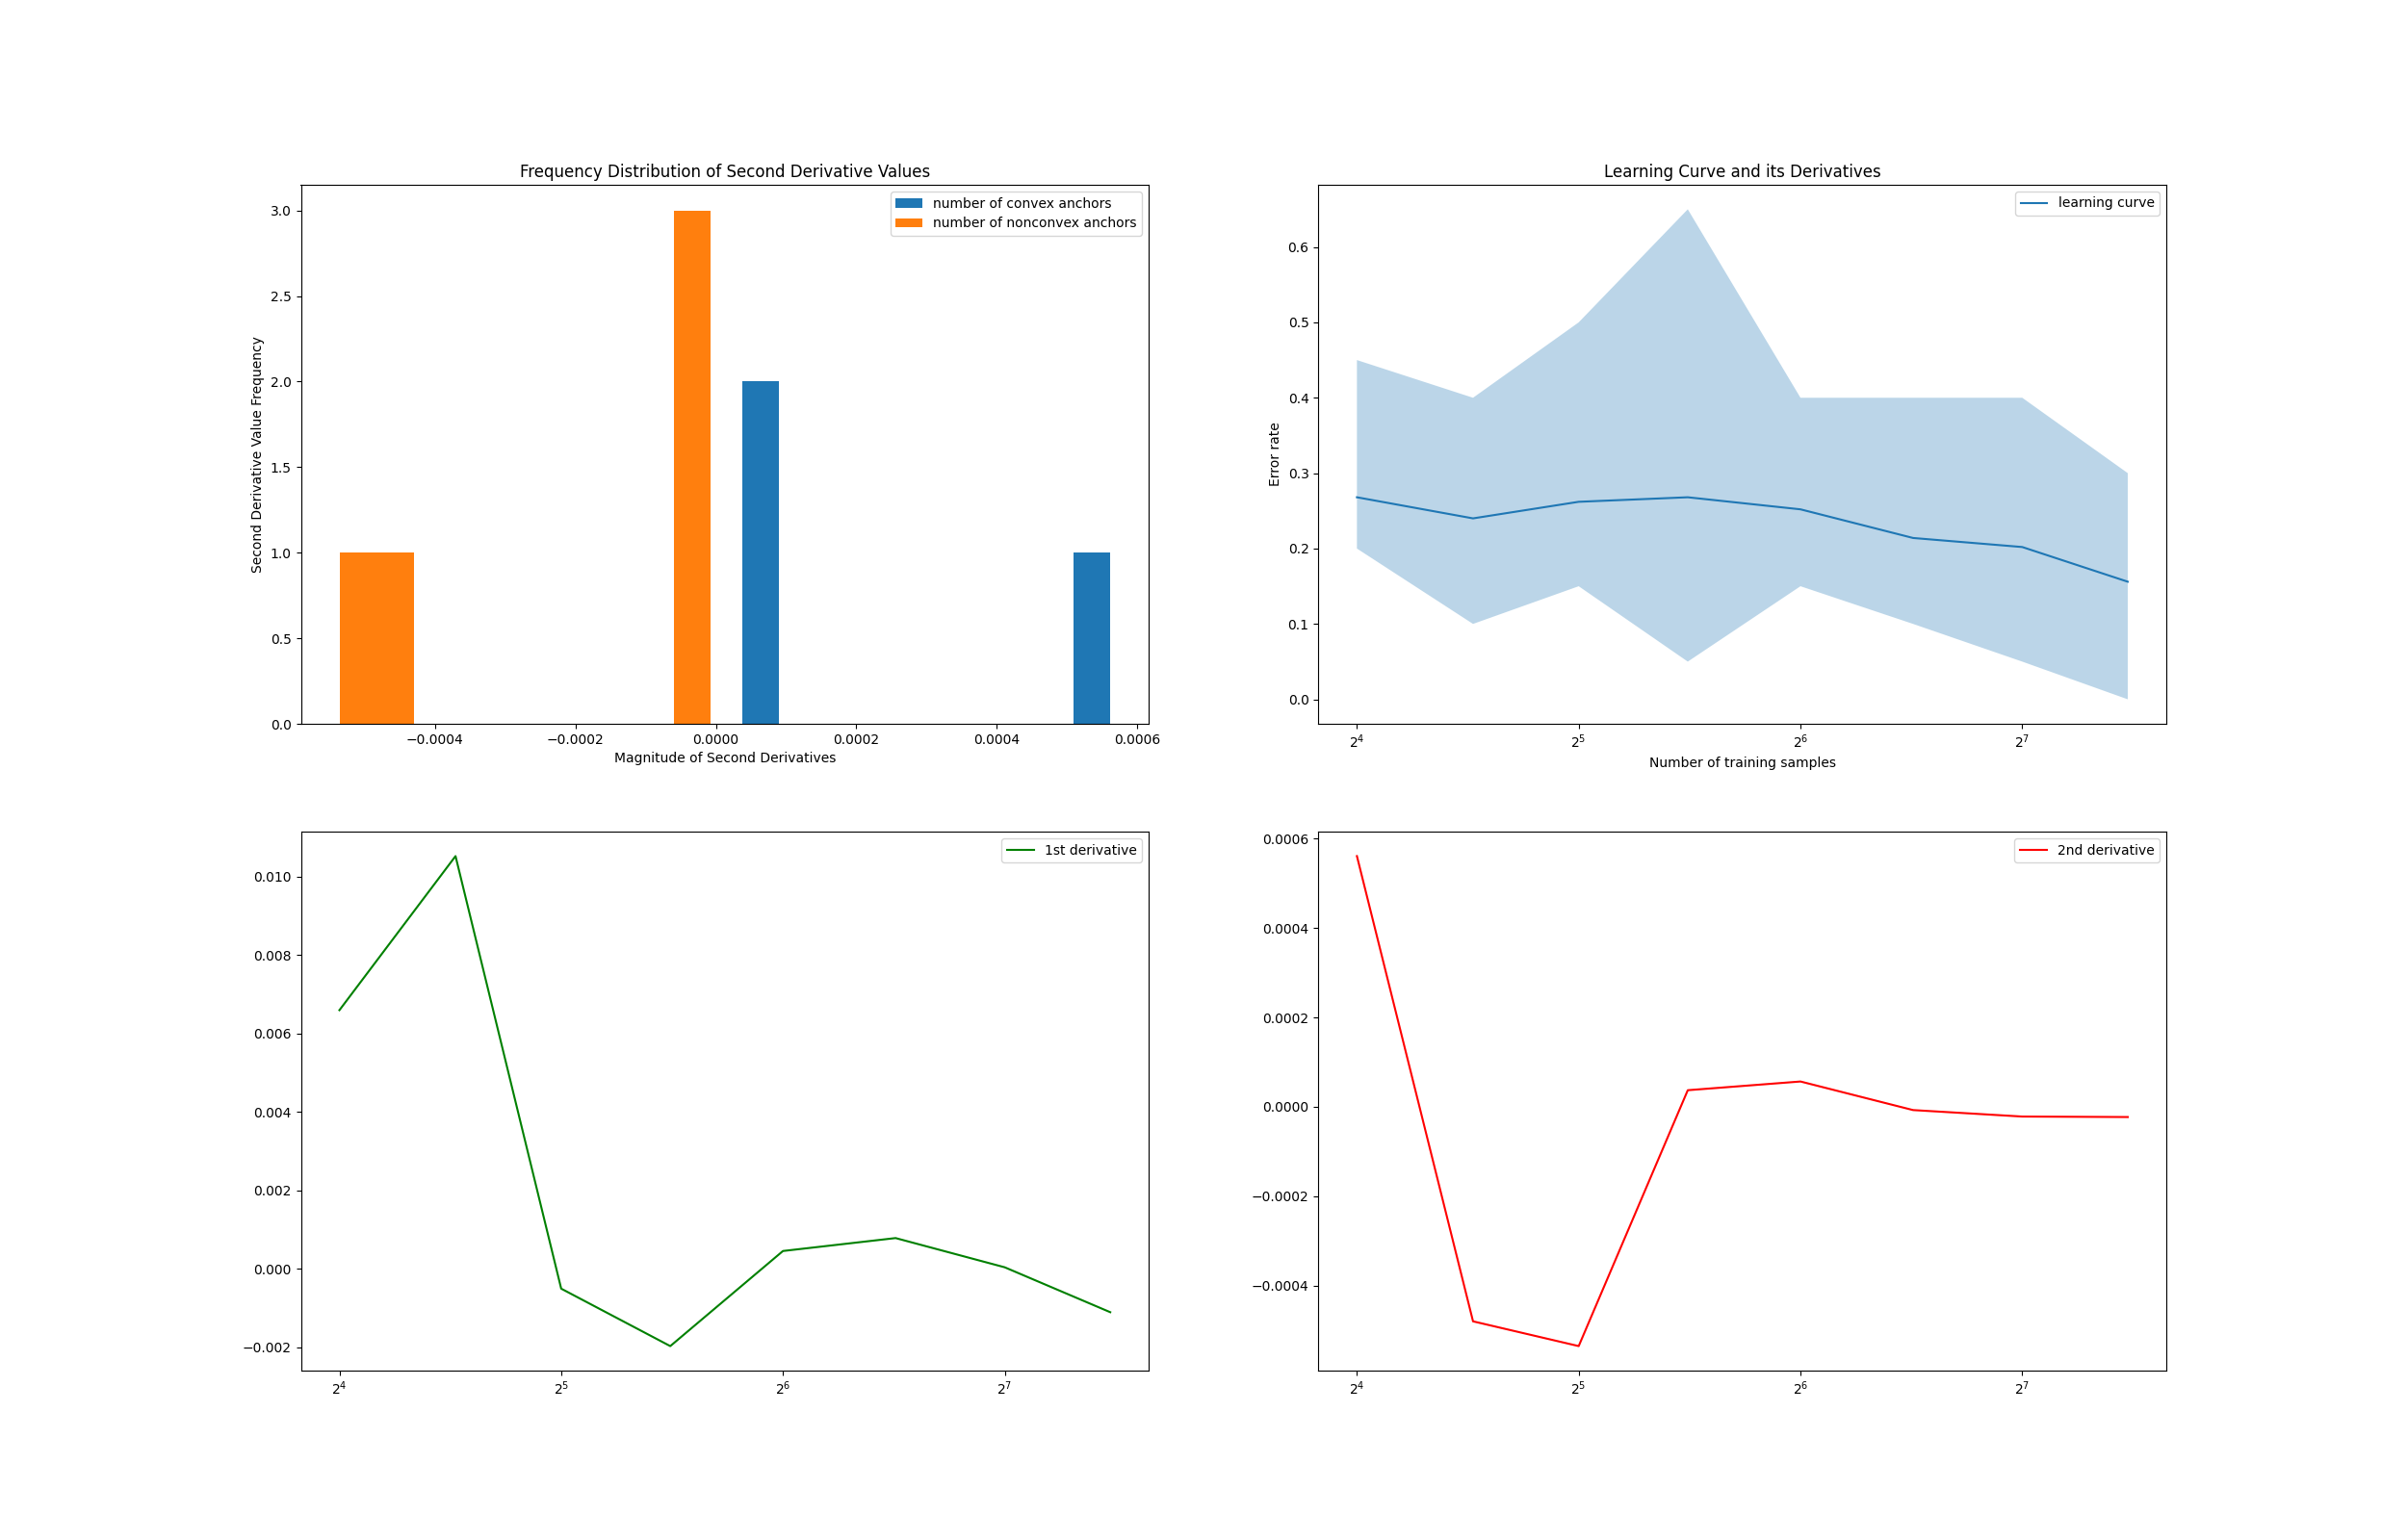 Frequency Distribution of Second Derivative Values
number of convex anchors
number of nonconvex anchors
3.0
2.5
2.0
1.5
1.0
0.5
0.0
Second Derivative Value Frequency
−0.0004 −0.0002 0.0000 0.0002 0.0004 0.0006
Magnitude of Second Derivatives
Learning Curve and its Derivatives
learning curve
0.6
0.5
0.4
0.3
0.2
0.1
0.0
Error rate
2⁴ 2⁵ 2⁶ 2⁷
Number of training samples
1st derivative
0.010
0.008
0.006
0.004
0.002
0.000
−0.002
2⁴ 2⁵ 2⁶ 2⁷
2nd derivative
0.0006
0.0004
0.0002
0.0000
−0.0002
−0.0004
2⁴ 2⁵ 2⁶ 2⁷